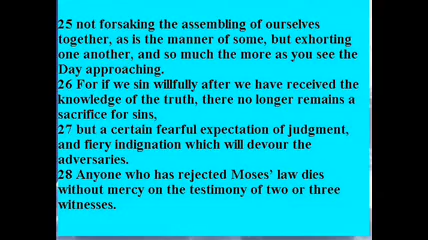 25 not forsaking the assembling of ourselves
together, as is the manner of some, but exhorting
one another, and so much the more as you see the
Day approaching.
26 For if we sin willfully after we have received the
knowledge of the truth, there no longer remains a
sacrifice for sins,
27 but a certain fearful expectation of judgment,
and fiery indignation which will devour the
adversaries.
28 Anyone who has rejected Moses' law dies
without mercy on the testimony of two or three
witnesses.